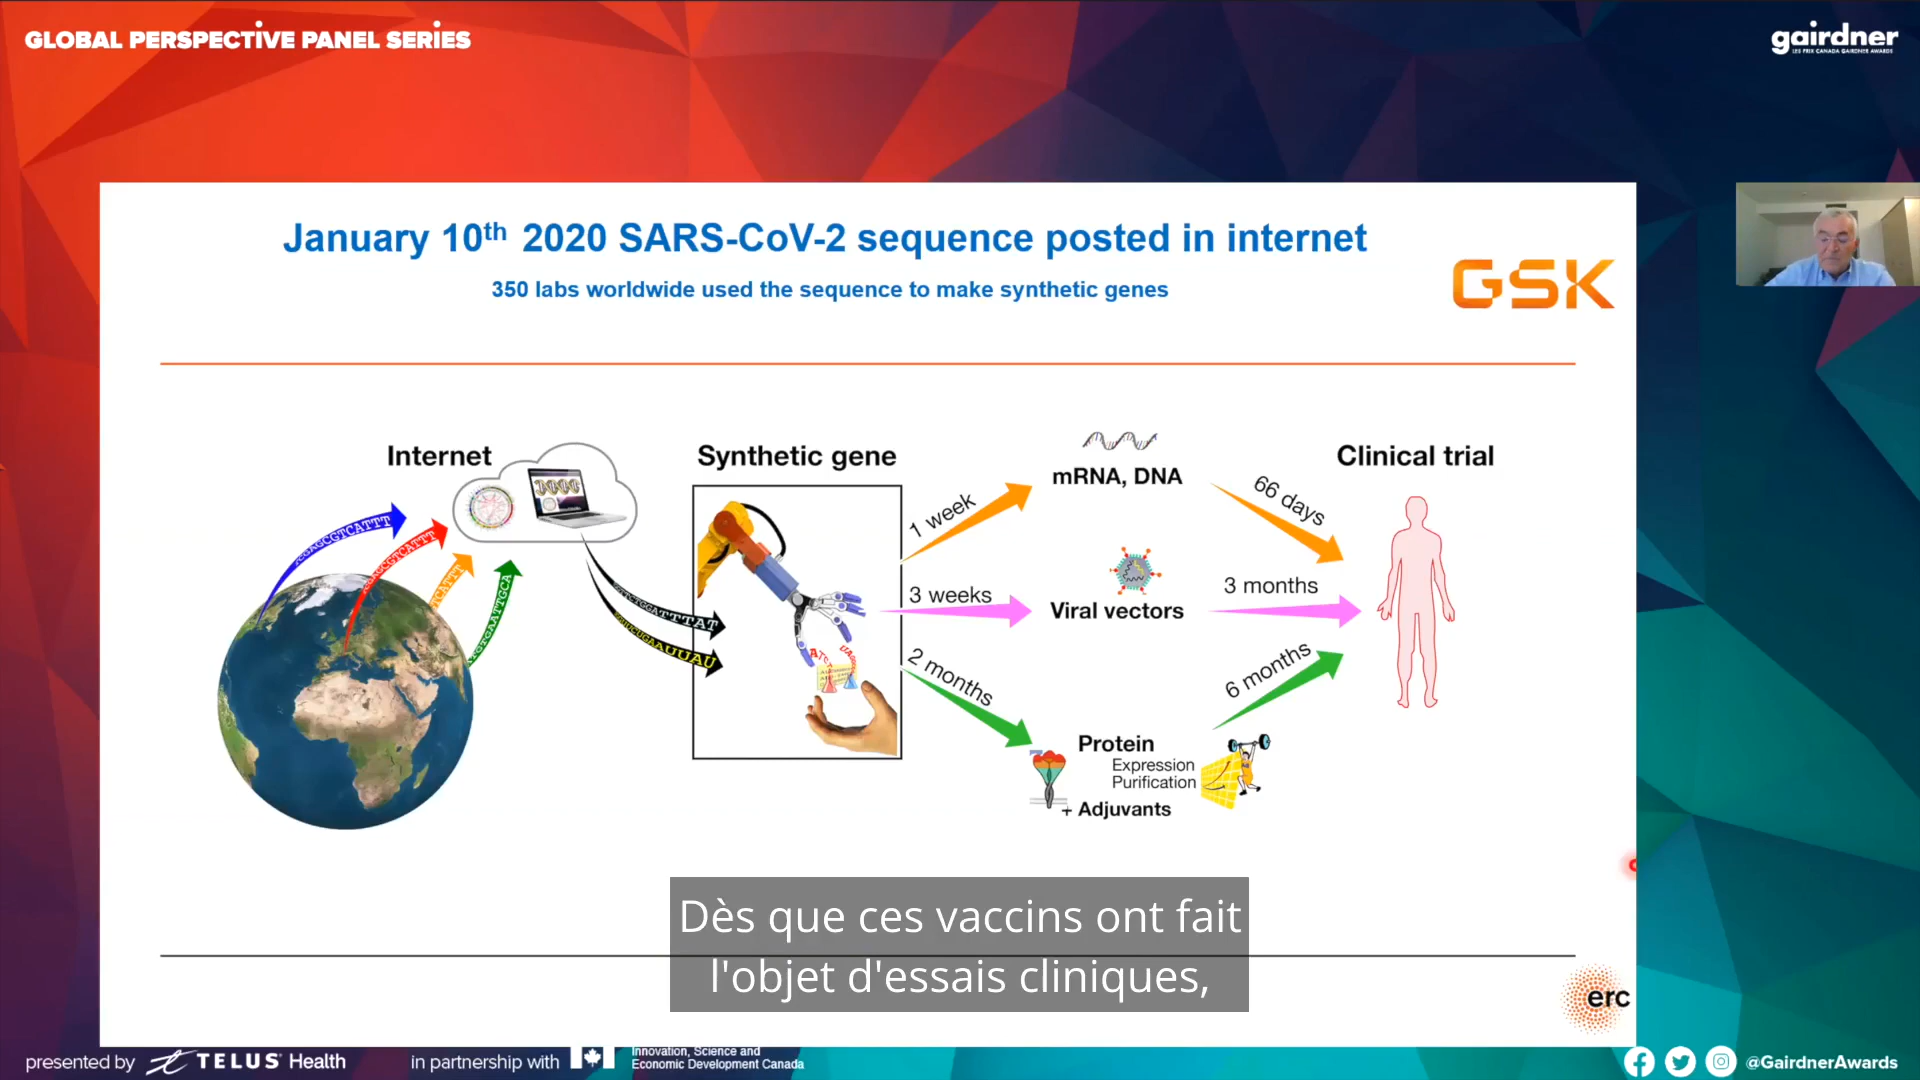 GLOBAL PERSPECTIVE PANEL SERIES
gairdner
LES PRIX CANADA GAIRDNER AWARDS
January 10th 2020 SARS-CoV-2 sequence posted in internet
350 labs worldwide used the sequence to make synthetic genes
GSK
Internet
Synthetic gene
mRNA, DNA
Clinical trial
1 week
66 days
3 weeks
Viral vectors
3 months
2 months
6 months
Protein
Expression
Purification
+ Adjuvants
Dès que ces vaccins ont fait
l'objet d'essais cliniques,
erc
presented by TELUS Health
in partnership with
Innovation, Science and
Economic Development Canada
@GairdnerAwards